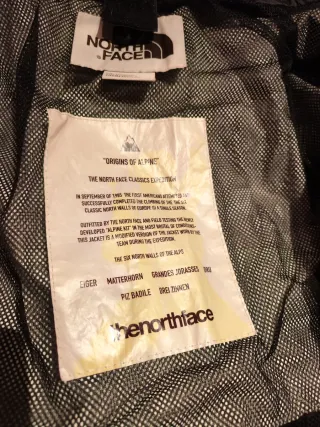 THE
NORTH
FACE
"ORIGINS OF ALPINE"
THE NORTH FACE CLASSICS EXPEDITION
IN SEPTEMBER OF 1985 THE FIRST AMERICANS
SUCCESSFULLY COMPLETED THE CLIMBING OF THE SIX
CLASSIC NORTH WALLS OF EUROPE IN A SINGLE SEASON.
OUTFITTED BY THE NORTH FACE AND FIELD TESTING THE NEWLY
DEVELOPED "ALPINE KIT" IN THE MOST BRUTAL OF CONDITIONS
THIS JACKET IS A MODIFIED VERSION OF THE JACKET WORN BY THE
TEAM DURING THE EXPEDITION.
THE SIX NORTH WALLS OF THE ALPS
EIGER MATTERHORN GRANDES JORASSES DRU
PIZ BADILE DREI ZINNEN
thenorthface